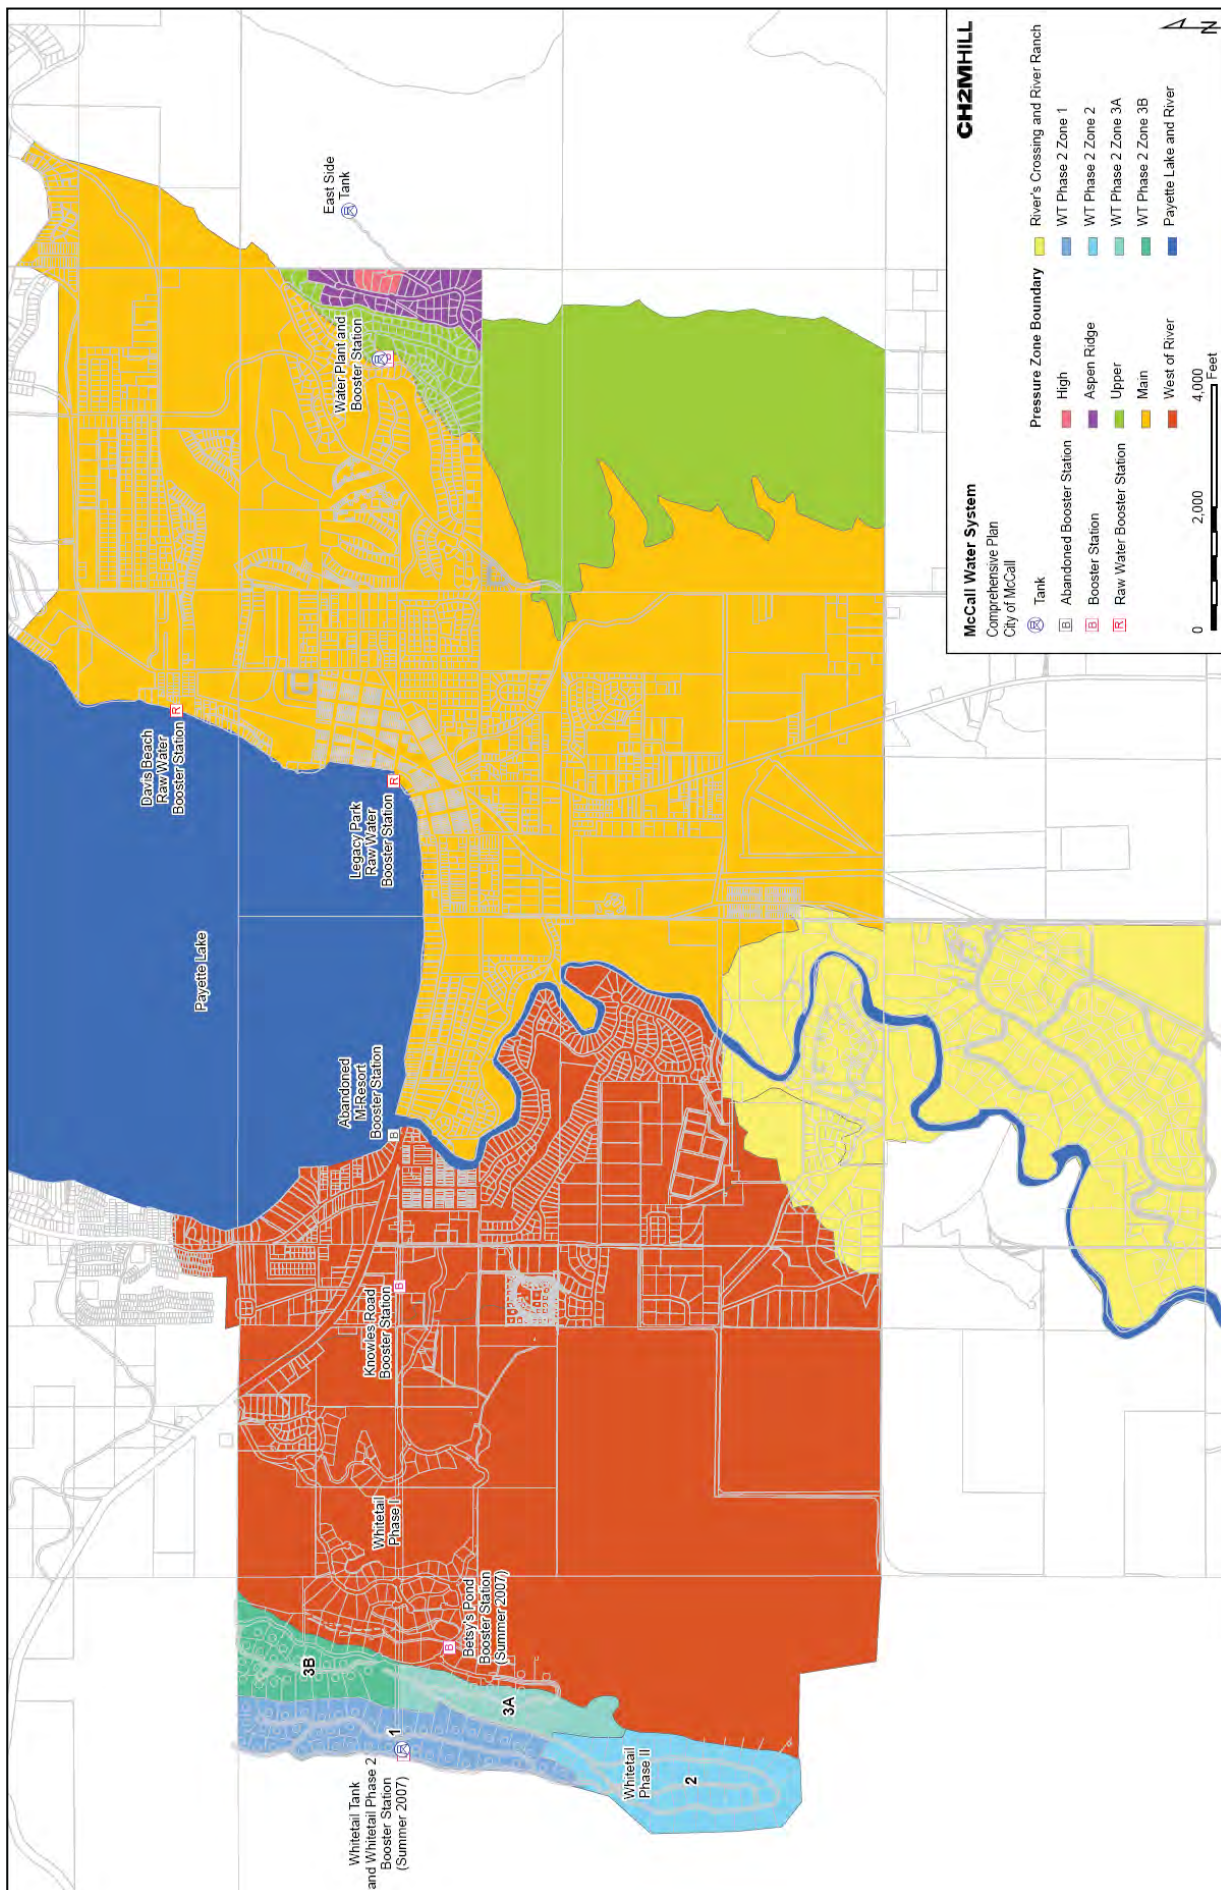 Whitetail Tank
and Whitetail Phase 2
Booster Station
(Summer 2007)
1
3B
3A
2
Whitetail
Phase II
Betsy's Pond
Booster Station
(Summer 2007)
B
Whitetail
Phase I
Knowles Road
Booster Station
B
Abandoned
M-Resort
Booster Station
B
Payette Lake
Legacy Park
Raw Water
Booster Station
R
Davis Beach
Raw Water
Booster Station
R
Water Plant and
Booster Station
East Side
Tank
McCall Water System
Comprehensive Plan
City of McCall
CH2MHILL
Tank
B Abandoned Booster Station
B Booster Station
R Raw Water Booster Station
Pressure Zone Boundary
High
Aspen Ridge
Upper
Main
West of River
River's Crossing and River Ranch
WT Phase 2 Zone 1
WT Phase 2 Zone 2
WT Phase 2 Zone 3A
WT Phase 2 Zone 3B
Payette Lake and River
0 2,000 4,000
Feet
N